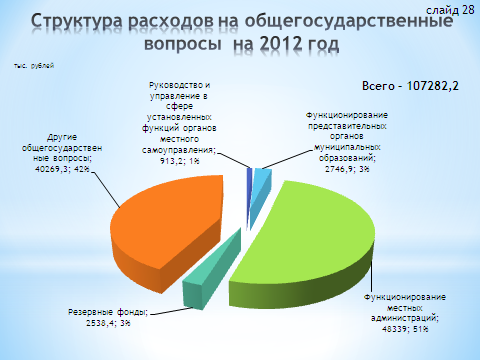 слайд 28
Структура расходов на общегосударственные
вопросы на 2012 год
тыс. рублей
Всего - 107282,2
Руководство и
управление в
сфере
установленных
функций органов
местного
самоуправления;
913,2; 1%
Функционирование
представительных
органов
муниципальных
образований;
2746,9; 3%
Другие
общегосударствен
ные вопросы;
40269,3; 42%
Резервные фонды;
2538,4; 3%
Функционирование
местных
администраций;
48339; 51%